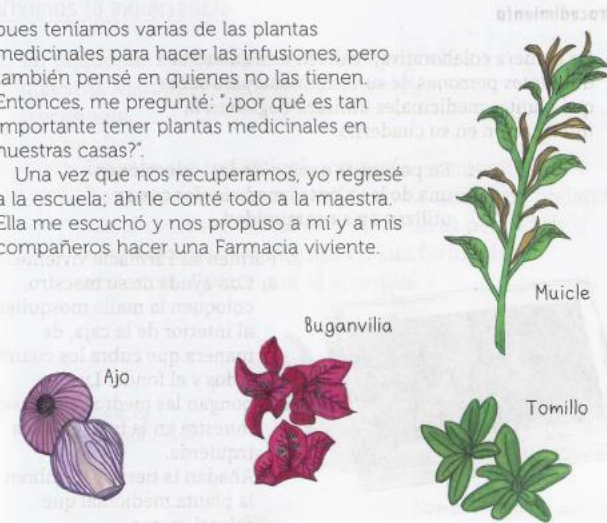 pues teníamos varias de las plantas
medicinales para hacer las infusiones, pero
también pensé en quienes no las tienen.
Entonces, me pregunté: "¿por qué es tan
importante tener plantas medicinales en
nuestras casas?".
Una vez que nos recuperamos, yo regresé
a la escuela; ahí le conté todo a la maestra.
Ella me escuchó y nos propuso a mí y a mis
compañeros hacer una Farmacia viviente.
Muicle
Buganvilia
Ajo
Tomillo